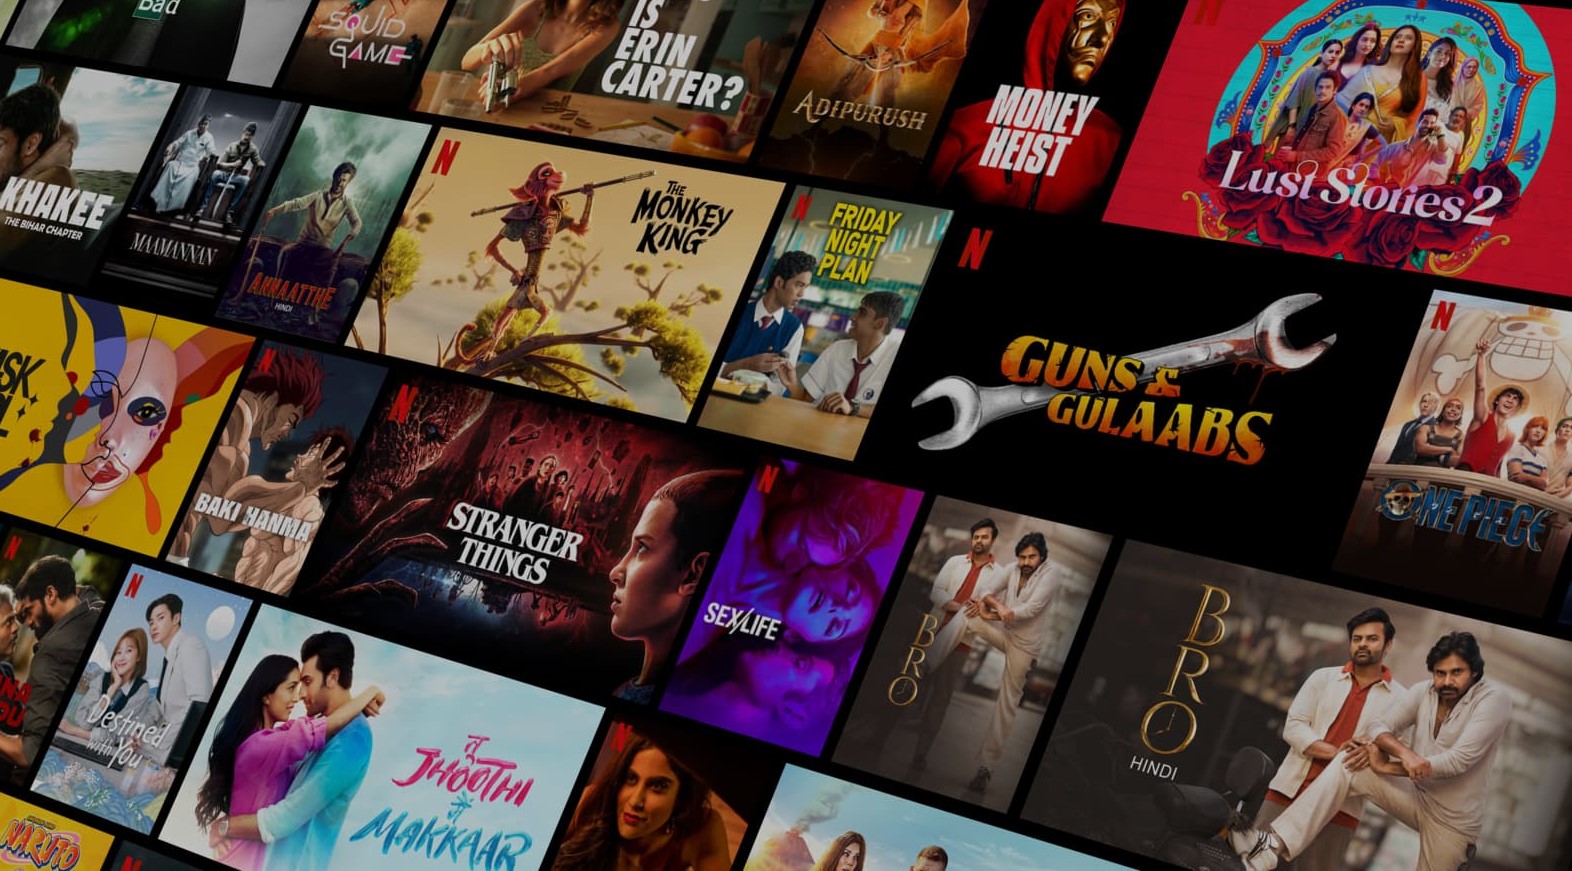 Bad
SQUID
GAME
IS
ERIN
CARTER?
ADIPURUSH
MONEY
HEIST
Lust Stories 2
KHAKEE
THE BIHAR CHAPTER
MAAMANNAN
ANNAATTHE
HINDI
N
THE
MONKEY
KING
N
FRIDAY
NIGHT
PLAN
N
GUNS &
GULAABS
N
ONE PIECE
N
BAKI HANMA
N
STRANGER
THINGS
N
SEX/LIFE
BRO
BRO
HINDI
N
N
Destined
with You
तू
JHOOTHI
मैं
MAKKAAR
N
NARUTO
N